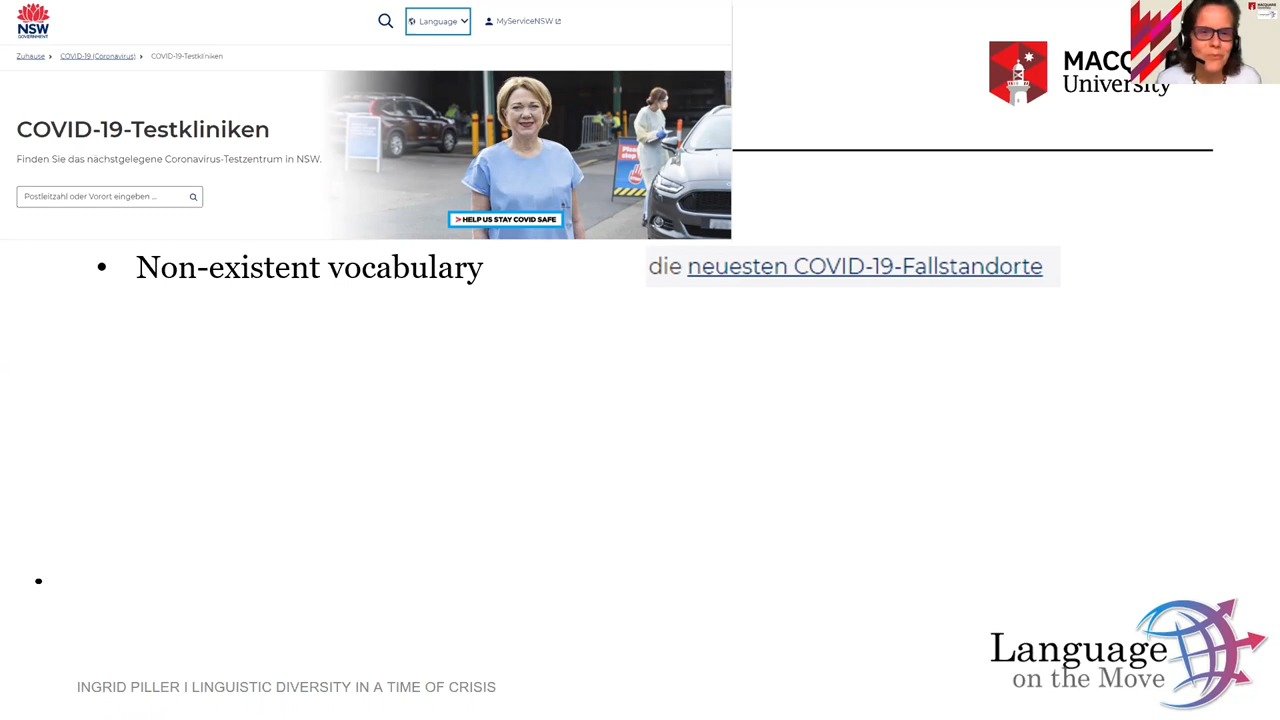 NSW
GOVERNMENT
Language
MyServiceNSW
Zuhause
COVID-19 (Coronavirus)
COVID-19-Testkliniken
COVID-19-Testkliniken
Finden Sie das nächstgelegene Coronavirus-Testzentrum in NSW.
Postleitzahl oder Vorort eingeben ...
> HELP US STAY COVID SAFE
University
• Non-existent vocabulary
die neuesten COVID-19-Fallstandorte
•
Language
on the Move
INGRID PILLER I LINGUISTIC DIVERSITY IN A TIME OF CRISIS